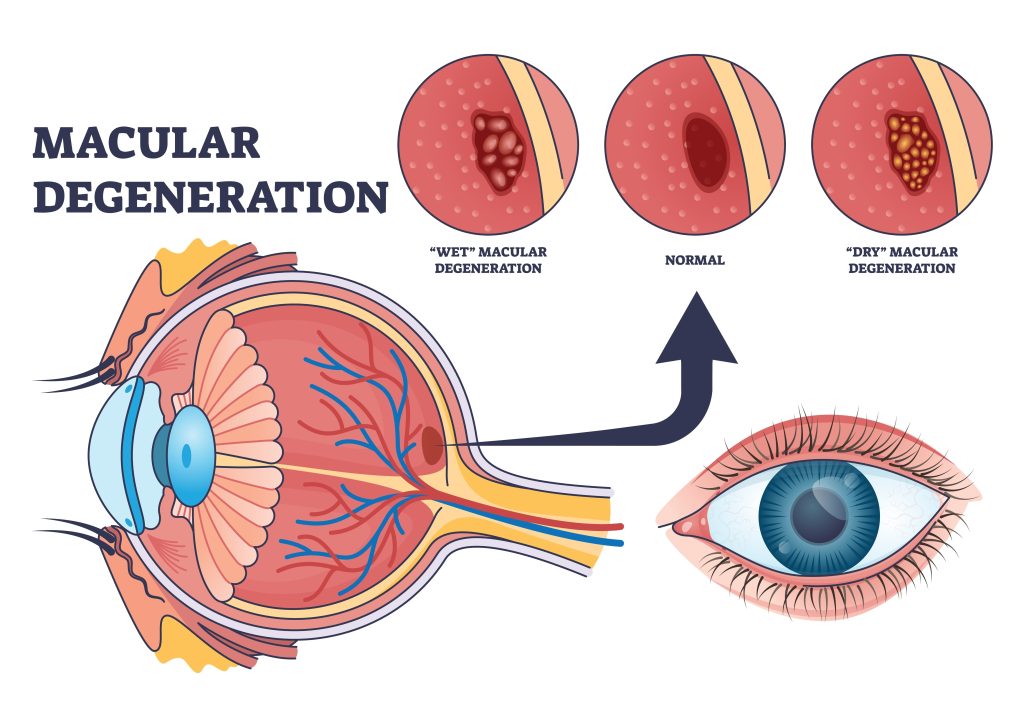 MACULAR
DEGENERATION
“WET” MACULAR
DEGENERATION
NORMAL
“DRY” MACULAR
DEGENERATION